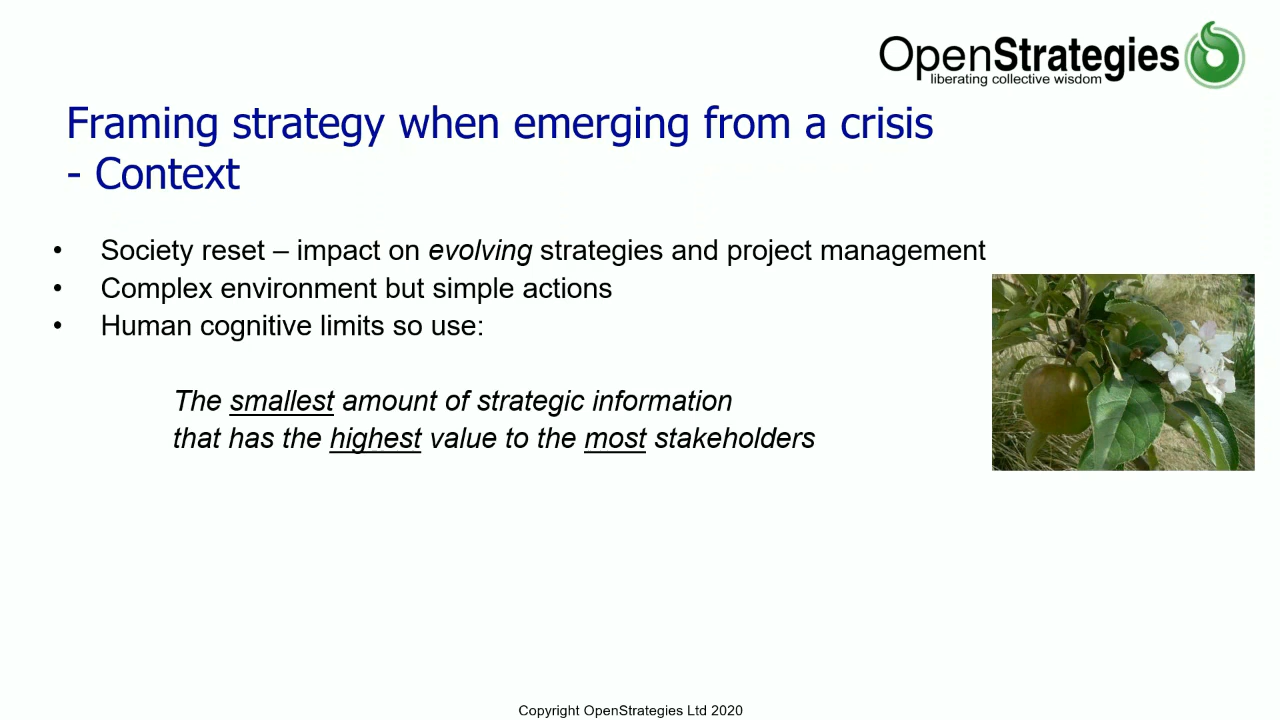 OpenStrategies
liberating collective wisdom
Framing strategy when emerging from a crisis
- Context
• Society reset – impact on evolving strategies and project management
• Complex environment but simple actions
• Human cognitive limits so use:
The smallest amount of strategic information
that has the highest value to the most stakeholders
Copyright OpenStrategies Ltd 2020